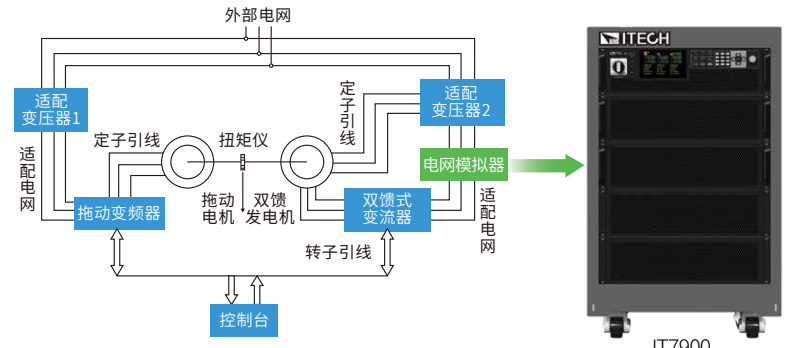 外部电网
ITECH
适配
变压器1
定子引线
扭矩仪
定
子
引
线
适配
变压器2
电网模拟器
适
配
电
网
拖动变频器
拖动
电机
双馈
发电机
双馈式
变流器
适
配
电
网
转子引线
控制台
IT7900